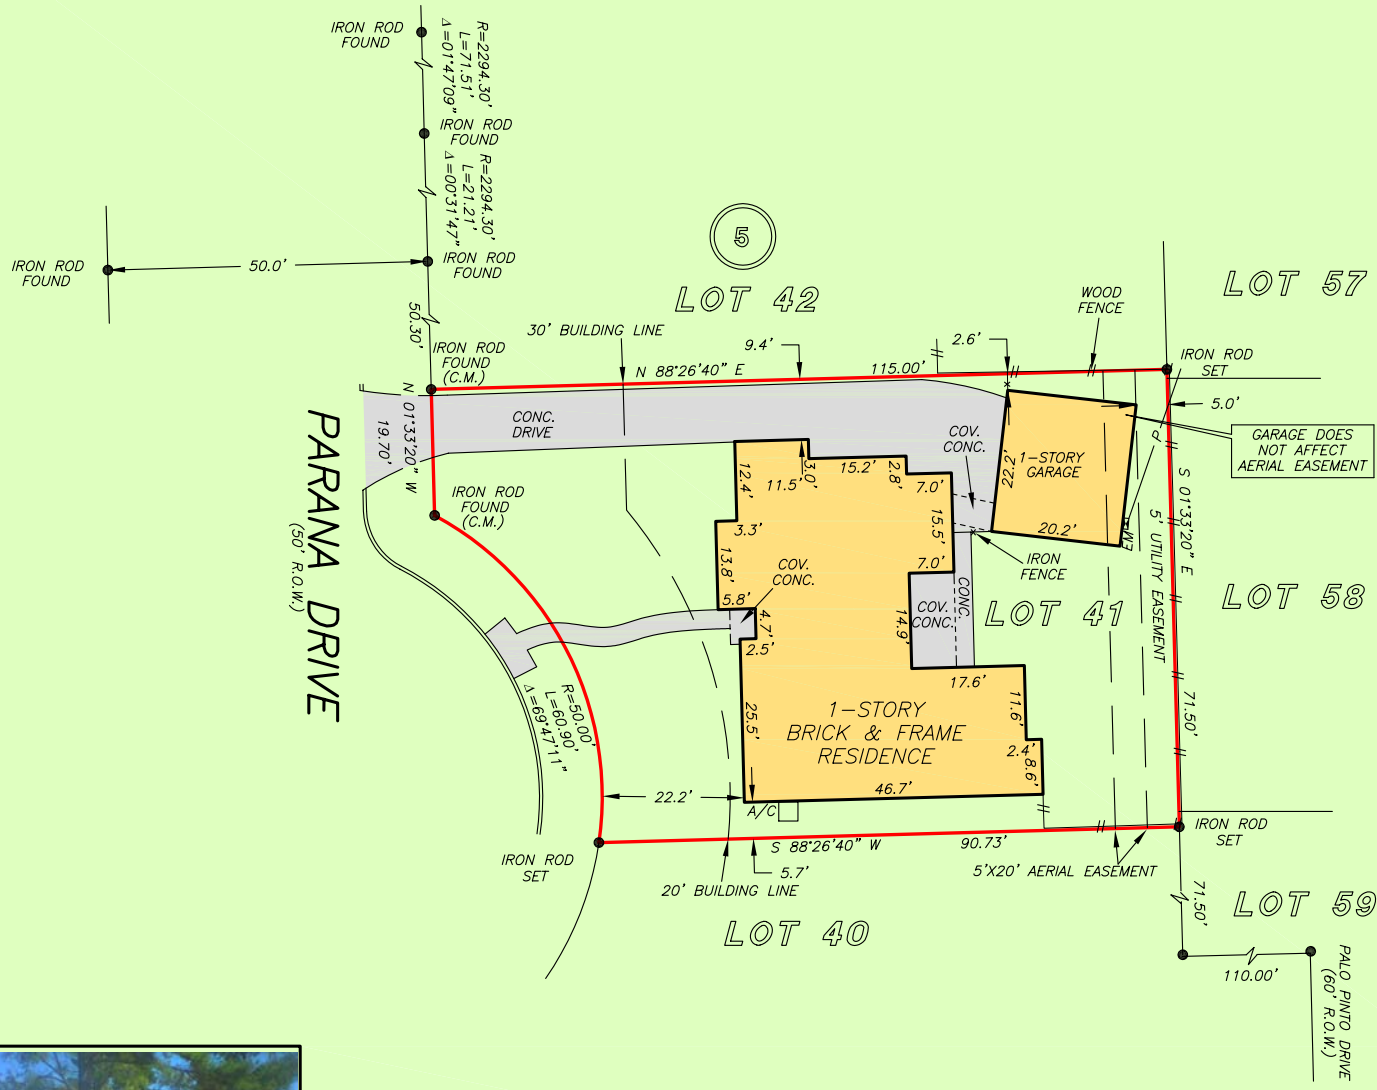 IRON ROD
FOUND
R=2294.30'
L=71.51'
Δ=01°47'09"
IRON ROD
FOUND
R=2294.30'
L=21.21'
Δ=00°31'47"
IRON ROD
FOUND
50.0'
IRON ROD
FOUND
5
LOT 42
LOT 57
WOOD
FENCE
50.30'
30' BUILDING LINE
9.4'
2.6'
IRON ROD
FOUND
(C.M.)
N 88°26'40" E
115.00'
IRON ROD
SET
5.0'
N 01°33'20" W
19.70'
CONC.
DRIVE
COV.
CONC.
GARAGE DOES
NOT AFFECT
AERIAL EASEMENT
PARANA DRIVE
(50' R.O.W.)
12.4'
11.5'
3.0'
15.2'
2.8'
7.0'
22.2'
1-STORY
GARAGE
P
S 01°33'20" E
IRON ROD
FOUND
(C.M.)
3.3'
15.5'
20.2'
5' UTILITY EASEMENT
13.8'
COV.
CONC.
7.0'
IRON
FENCE
5.8'
4.7'
2.5'
14.9'
COV.
CONC.
CONC.
LOT 41
LOT 58
R=50.00'
L=60.90'
Δ=69°47'11"
17.6'
25.5'
1-STORY
BRICK & FRAME
RESIDENCE
11.6'
2.4'
8.6'
71.50'
22.2'
46.7'
A/C
IRON ROD
SET
S 88°26'40" W
90.73'
IRON ROD
SET
5.7'
5'X20' AERIAL EASEMENT
20' BUILDING LINE
LOT 40
71.50'
LOT 59
110.00'
PALO PINTO DRIVE
(60' R.O.W.)